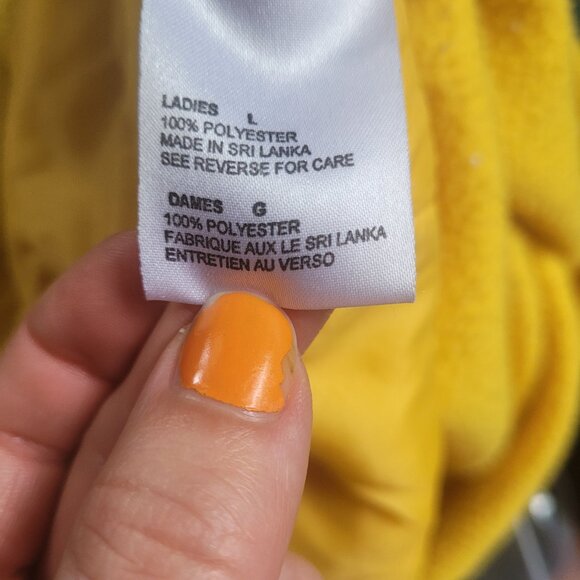 LADIES L
100% POLYESTER
MADE IN SRI LANKA
SEE REVERSE FOR CARE
DAMES G
100% POLYESTER
FABRIQUE AUX LE SRI LANKA
ENTRETIEN AU VERSO